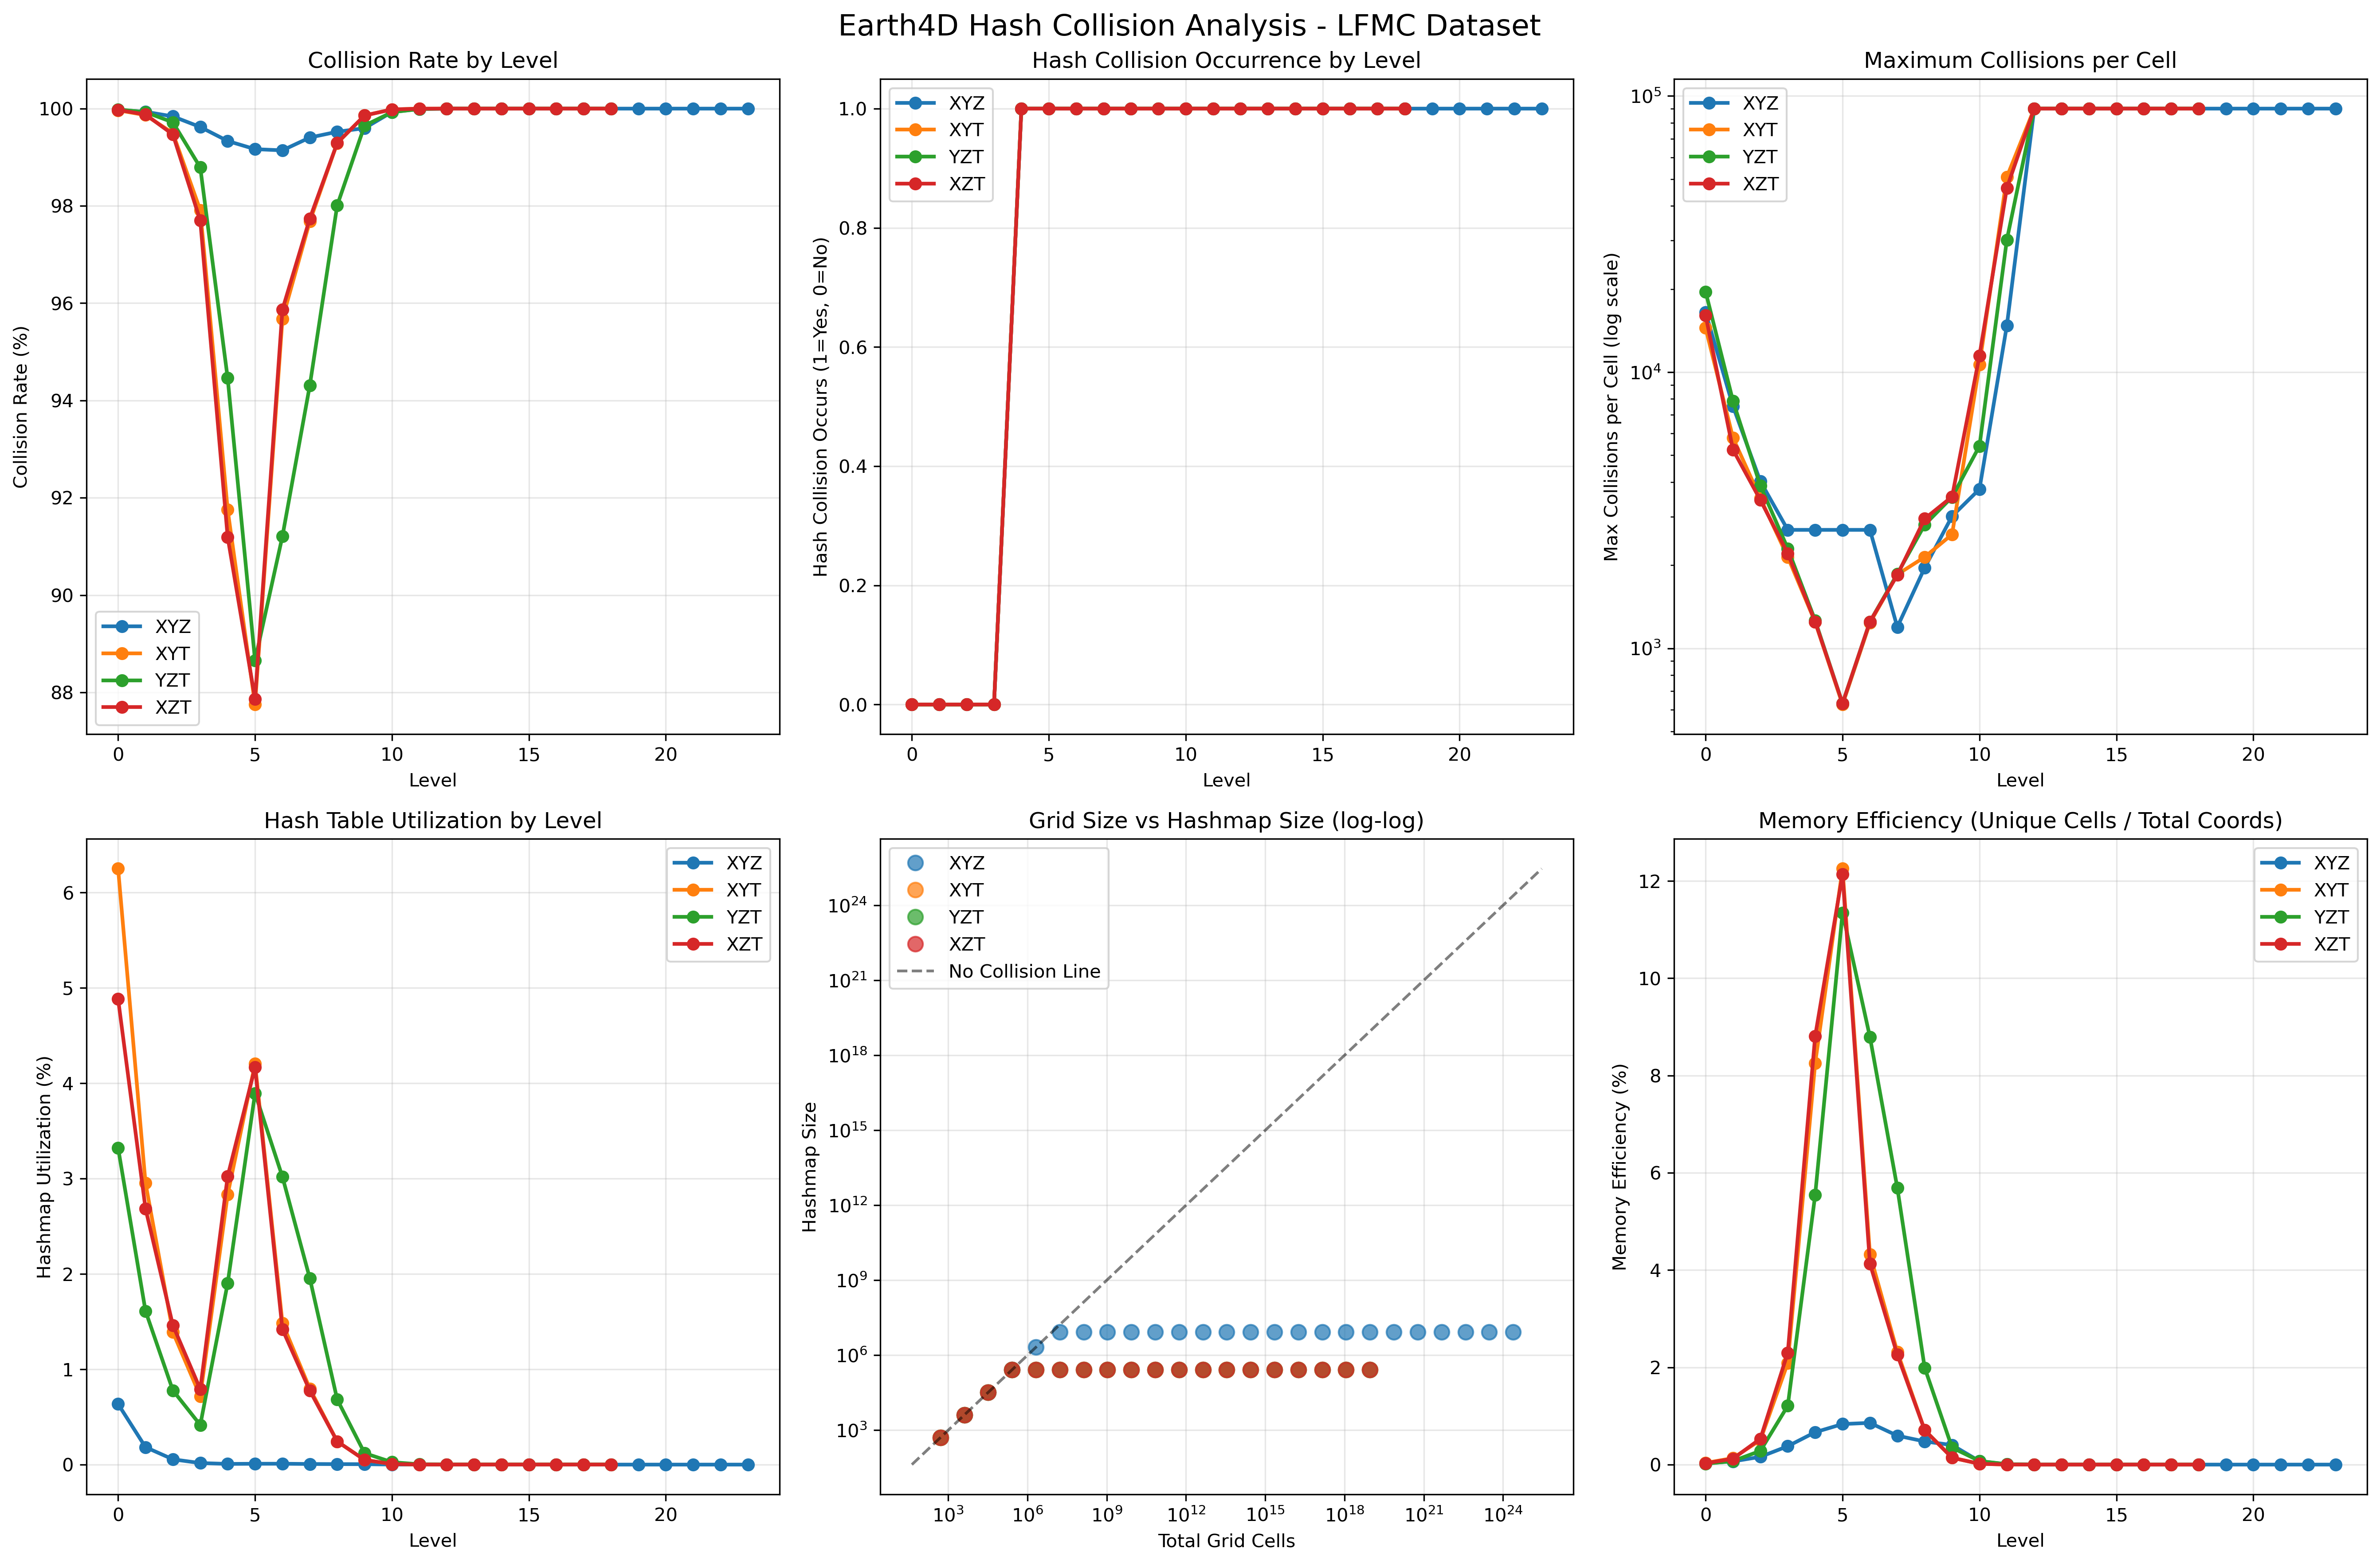 Earth4D Hash Collision Analysis - LFMC Dataset
Collision Rate by Level
Collision Rate (%)
100
98
96
94
92
90
88
XYZ
XYT
YZT
XZT
0 5 10 15 20
Level
Hash Collision Occurrence by Level
Hash Collision Occurs (1=Yes, 0=No)
1.0
0.8
0.6
0.4
0.2
0.0
XYZ
XYT
YZT
XZT
0 5 10 15 20
Level
Maximum Collisions per Cell
Max Collisions per Cell (log scale)
10⁵
10⁴
10³
XYZ
XYT
YZT
XZT
0 5 10 15 20
Level
Hash Table Utilization by Level
Hashmap Utilization (%)
6
5
4
3
2
1
0
XYZ
XYT
YZT
XZT
0 5 10 15 20
Level
Grid Size vs Hashmap Size (log-log)
Hashmap Size
10²⁴
10²¹
10¹⁸
10¹⁵
10¹²
10⁹
10⁶
10³
XYZ
XYT
YZT
XZT
No Collision Line
10³ 10⁶ 10⁹ 10¹² 10¹⁵ 10¹⁸ 10²¹ 10²⁴
Total Grid Cells
Memory Efficiency (Unique Cells / Total Coords)
Memory Efficiency (%)
12
10
8
6
4
2
0
XYZ
XYT
YZT
XZT
0 5 10 15 20
Level